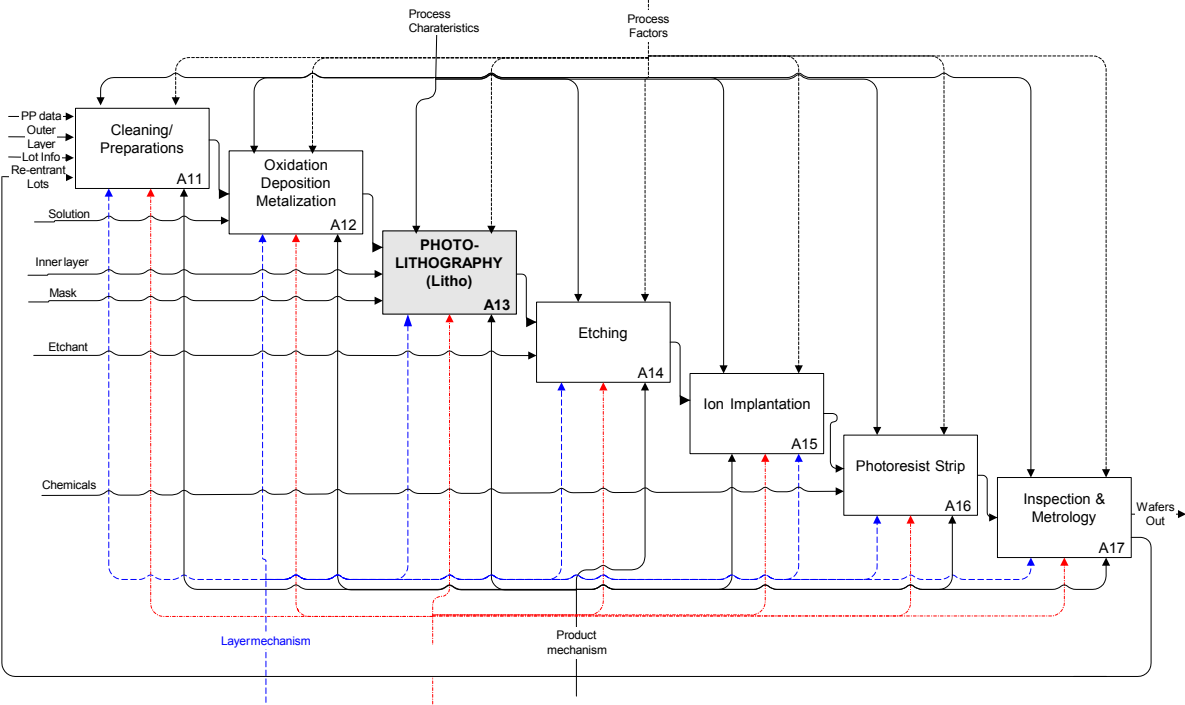 Process
Charateristics
Process
Factors
PP data
Outer
Layer
Lot Info
Re-entrant
Lots
Cleaning/
Preparations
A11
Oxidation
Deposition
Metalization
A12
Solution
PHOTO-
LITHOGRAPHY
(Litho)
A13
Inner layer
Mask
Etching
A14
Etchant
Ion Implantation
A15
Photoresist Strip
A16
Chemicals
Inspection &
Metrology
A17
Wafers
Out
Layermechanism
Product
mechanism